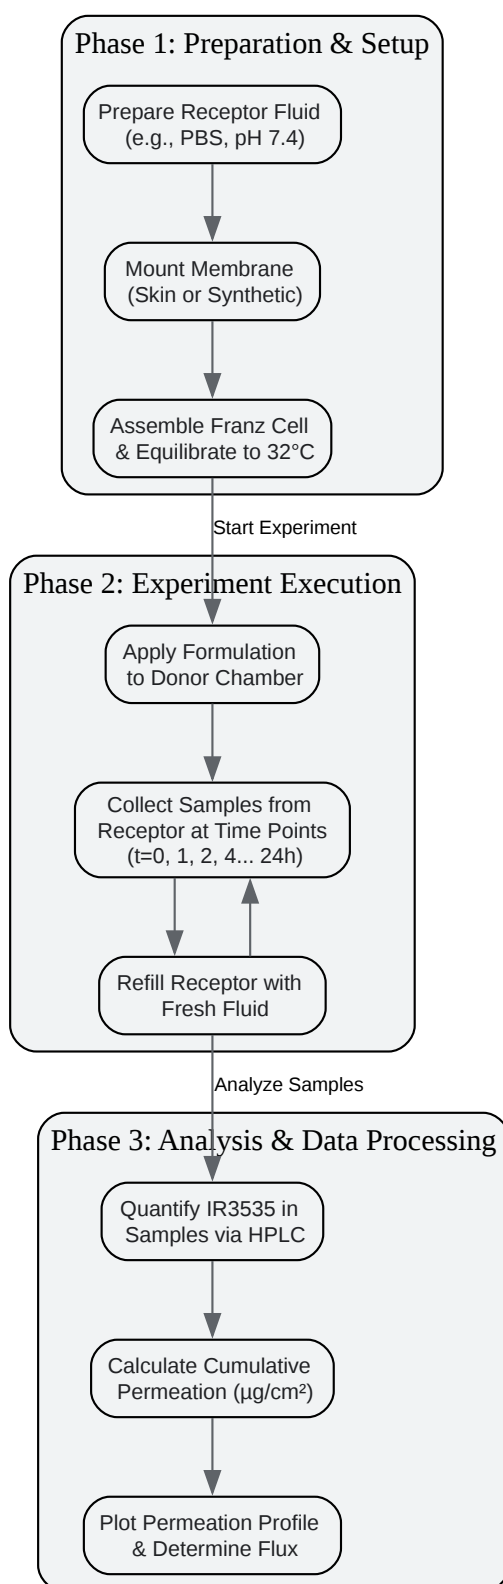 Phase 1: Preparation & Setup
Prepare Receptor Fluid
(e.g., PBS, pH 7.4)
Mount Membrane
(Skin or Synthetic)
Assemble Franz Cell
& Equilibrate to 32°C
Start Experiment
Phase 2: Experiment Execution
Apply Formulation
to Donor Chamber
Collect Samples from
Receptor at Time Points
(t=0, 1, 2, 4... 24h)
Refill Receptor with
Fresh Fluid
Analyze Samples
Phase 3: Analysis & Data Processing
Quantify IR3535 in
Samples via HPLC
Calculate Cumulative
Permeation (µg/cm²)
Plot Permeation Profile
& Determine Flux